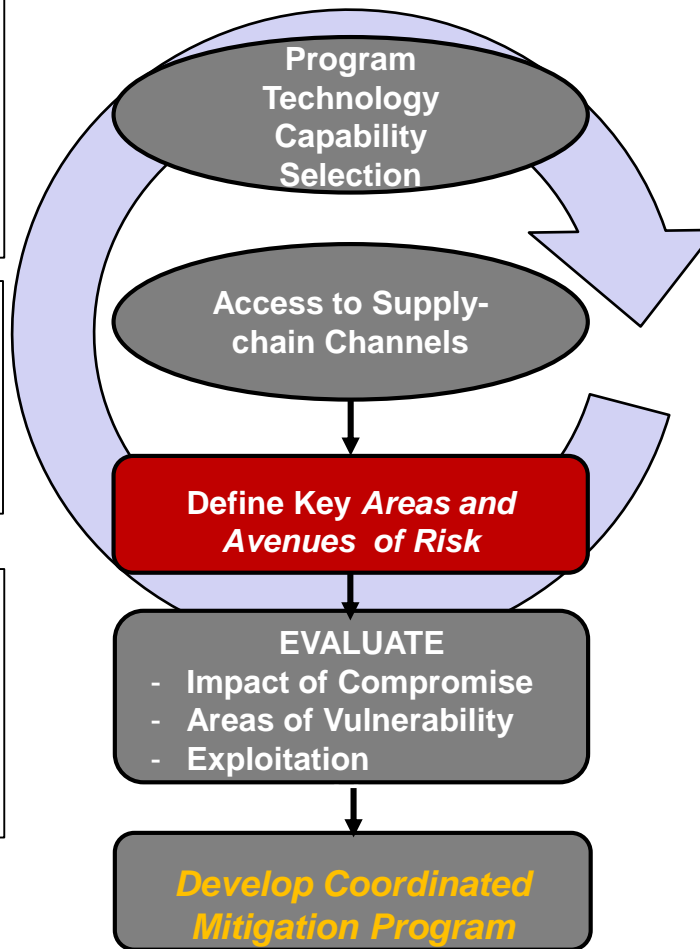 Program
Technology
Capability
Selection
Access to Supply-
chain Channels
Define Key Areas and
Avenues of Risk
EVALUATE
- Impact of Compromise
- Areas of Vulnerability
- Exploitation
Develop Coordinated
Mitigation Program